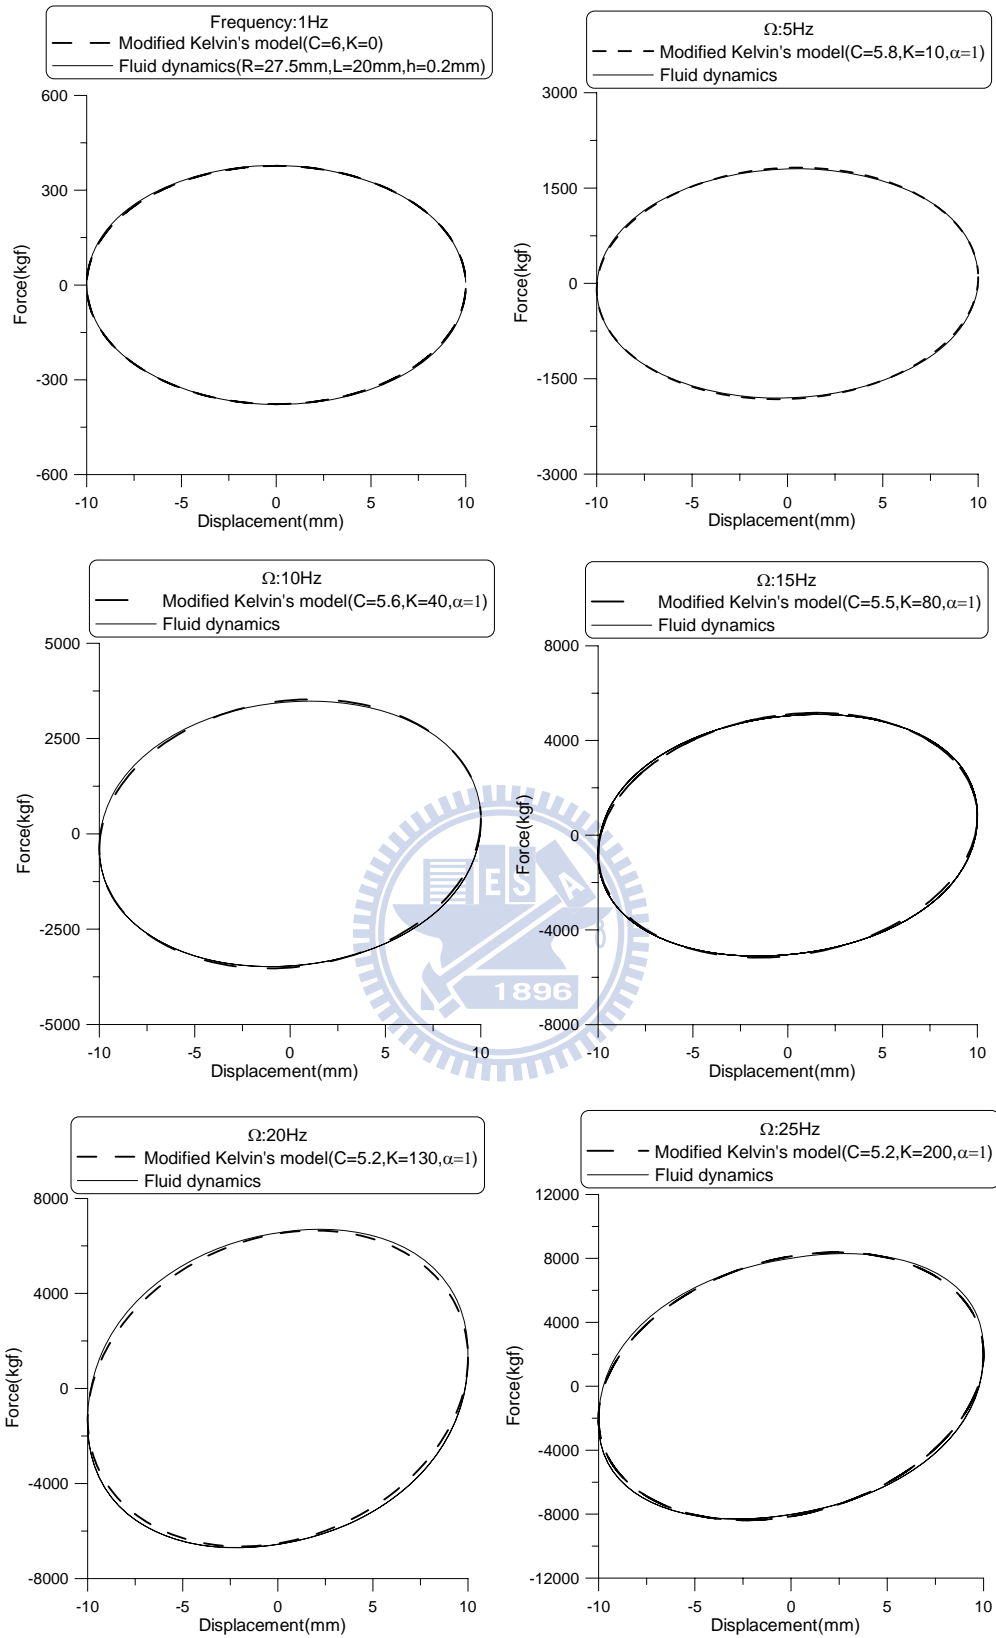 Frequency:1Hz
Modified Kelvin's model(C=6,K=0)
Fluid dynamics(R=27.5mm,L=20mm,h=0.2mm)
600
300
0
-300
-600
Force(kgf)
-10 -5 0 5 10
Displacement(mm)
Ω:5Hz
Modified Kelvin's model(C=5.8,K=10,α=1)
Fluid dynamics
3000
1500
0
-1500
-3000
Force(kgf)
-10 -5 0 5 10
Displacement(mm)
Ω:10Hz
Modified Kelvin's model(C=5.6,K=40,α=1)
Fluid dynamics
5000
2500
0
-2500
-5000
Force(kgf)
-10 -5 0 5 10
Displacement(mm)
Ω:15Hz
Modified Kelvin's model(C=5.5,K=80,α=1)
Fluid dynamics
8000
4000
0
-4000
-8000
Force(kgf)
-10 -5 0 5 10
Displacement(mm)
E S A
1896
Ω:20Hz
Modified Kelvin's model(C=5.2,K=130,α=1)
Fluid dynamics
8000
4000
0
-4000
-8000
Force(kgf)
-10 -5 0 5 10
Displacement(mm)
Ω:25Hz
Modified Kelvin's model(C=5.2,K=200,α=1)
Fluid dynamics
12000
8000
4000
0
-4000
-8000
-12000
Force(kgf)
-10 -5 0 5 10
Displacement(mm)